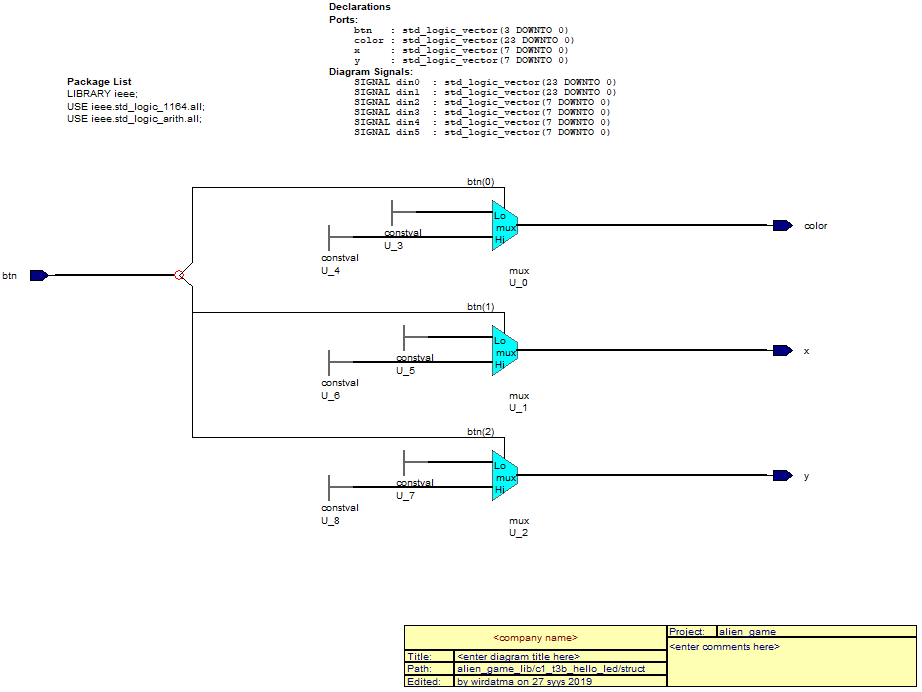 Declarations
Ports:
btn : std_logic_vector(3 DOWNTO 0)
color : std_logic_vector(23 DOWNTO 0)
x : std_logic_vector(7 DOWNTO 0)
y : std_logic_vector(7 DOWNTO 0)
Diagram Signals:
SIGNAL din0 : std_logic_vector(23 DOWNTO 0)
SIGNAL din1 : std_logic_vector(23 DOWNTO 0)
SIGNAL din2 : std_logic_vector(7 DOWNTO 0)
SIGNAL din3 : std_logic_vector(7 DOWNTO 0)
SIGNAL din4 : std_logic_vector(7 DOWNTO 0)
SIGNAL din5 : std_logic_vector(7 DOWNTO 0)
Package List
LIBRARY ieee;
USE ieee.std_logic_1164.all;
USE ieee.std_logic_arith.all;
btn(0)
Lo
mux
Hi
constval
U_3
constval
U_4
mux
U_0
color
btn
btn(1)
Lo
mux
Hi
constval
U_5
constval
U_6
mux
U_1
x
btn(2)
Lo
mux
Hi
constval
U_7
constval
U_8
mux
U_2
y
<company name>
Project: alien_game
<enter comments here>
Title: <enter diagram title here>
Path: alien_game_lib/c1_t3b_hello_led/struct
Edited: by wirdatma on 27 syys 2019